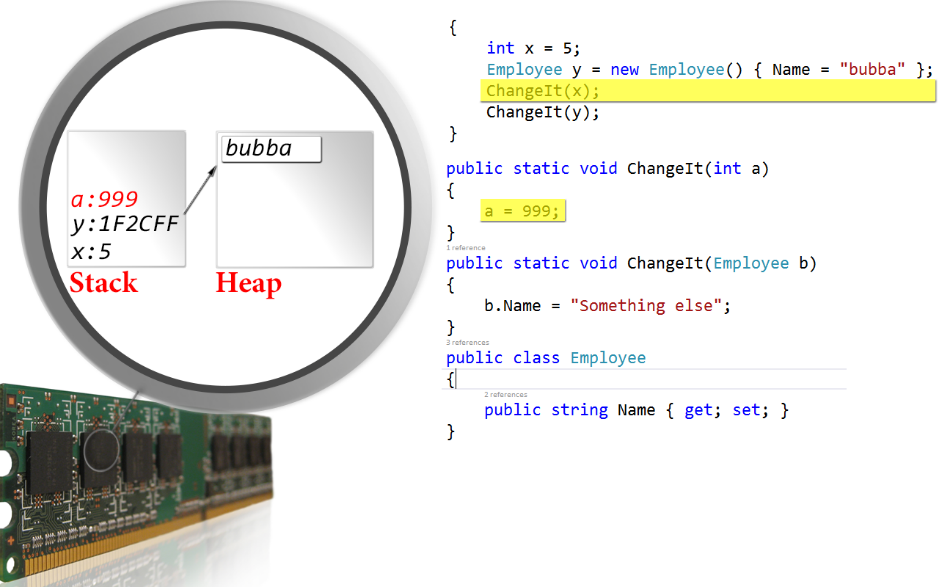 bubba
a:999
y:1F2CFF
x:5
Stack
Heap
{
int x = 5;
Employee y = new Employee() { Name = "bubba" };
ChangeIt(x);
ChangeIt(y);
}
public static void ChangeIt(int a)
{
a = 999;
}
1 reference
public static void ChangeIt(Employee b)
{
b.Name = "Something else";
}
3 references
public class Employee
{
2 references
public string Name { get; set; }
}